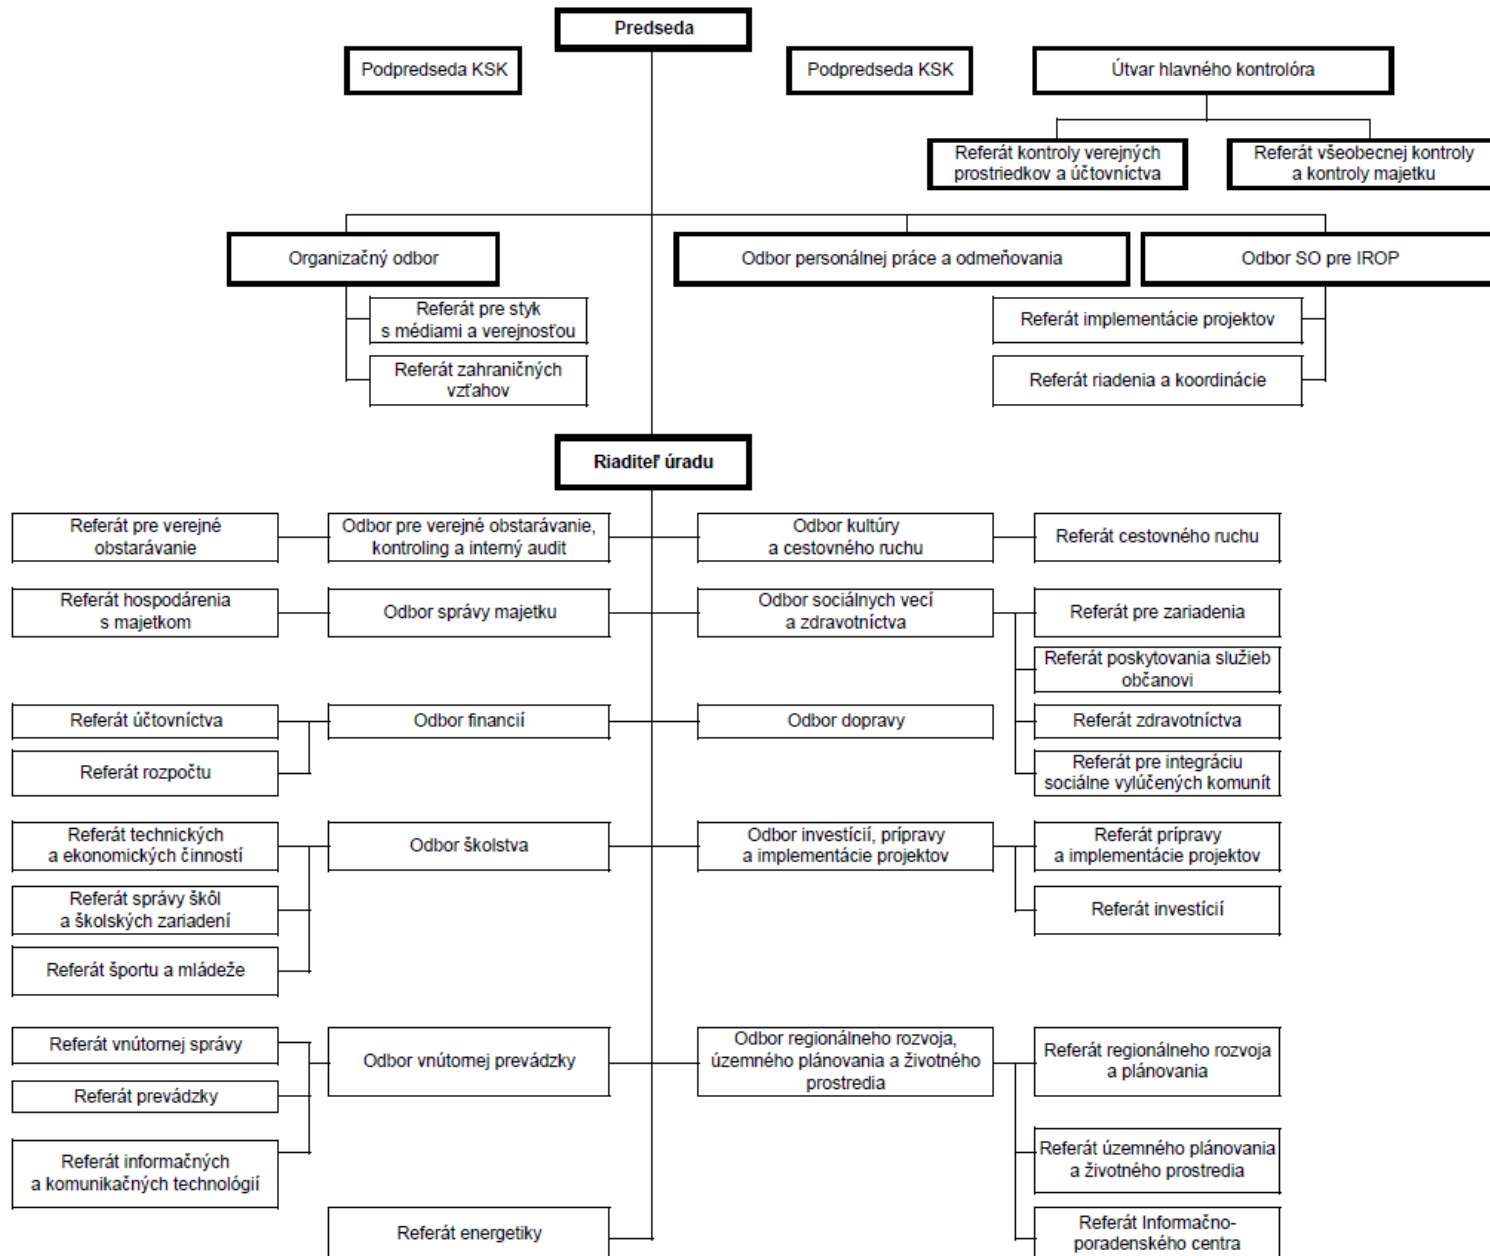 Predseda
Podpredseda KSK
Podpredseda KSK
Útvar hlavného kontrolóra
Referát kontroly verejných
prostriedkov a účtovníctva
Referát všeobecnej kontroly
a kontroly majetku
Organizačný odbor
Odbor personálnej práce a odmeňovania
Odbor SO pre IROP
Referát pre styk
s médiami a verejnosťou
Referát zahraničných
vzťahov
Referát implementácie projektov
Referát riadenia a koordinácie
Riaditeľ úradu
Referát pre verejné
obstarávanie
Odbor pre verejné obstarávanie,
kontroling a interný audit
Odbor kultúry
a cestovného ruchu
Referát cestovného ruchu
Referát hospodárenia
s majetkom
Odbor správy majetku
Odbor sociálnych vecí
a zdravotníctva
Referát pre zariadenia
Referát poskytovania služieb
občanovi
Referát účtovníctva
Odbor financií
Odbor dopravy
Referát zdravotníctva
Referát rozpočtu
Referát pre integráciu
sociálne vylúčených komunít
Referát technických
a ekonomických činností
Odbor školstva
Odbor investícií, prípravy
a implementácie projektov
Referát prípravy
a implementácie projektov
Referát správy škôl
a školských zariadení
Referát investícií
Referát športu a mládeže
Referát vnútornej správy
Odbor vnútornej prevádzky
Odbor regionálneho rozvoja,
územného plánovania a životného
prostredia
Referát regionálneho rozvoja
a plánovania
Referát prevádzky
Referát informačných
a komunikačných technológií
Referát územného plánovania
a životného prostredia
Referát energetiky
Referát Informačno-
poradenského centra